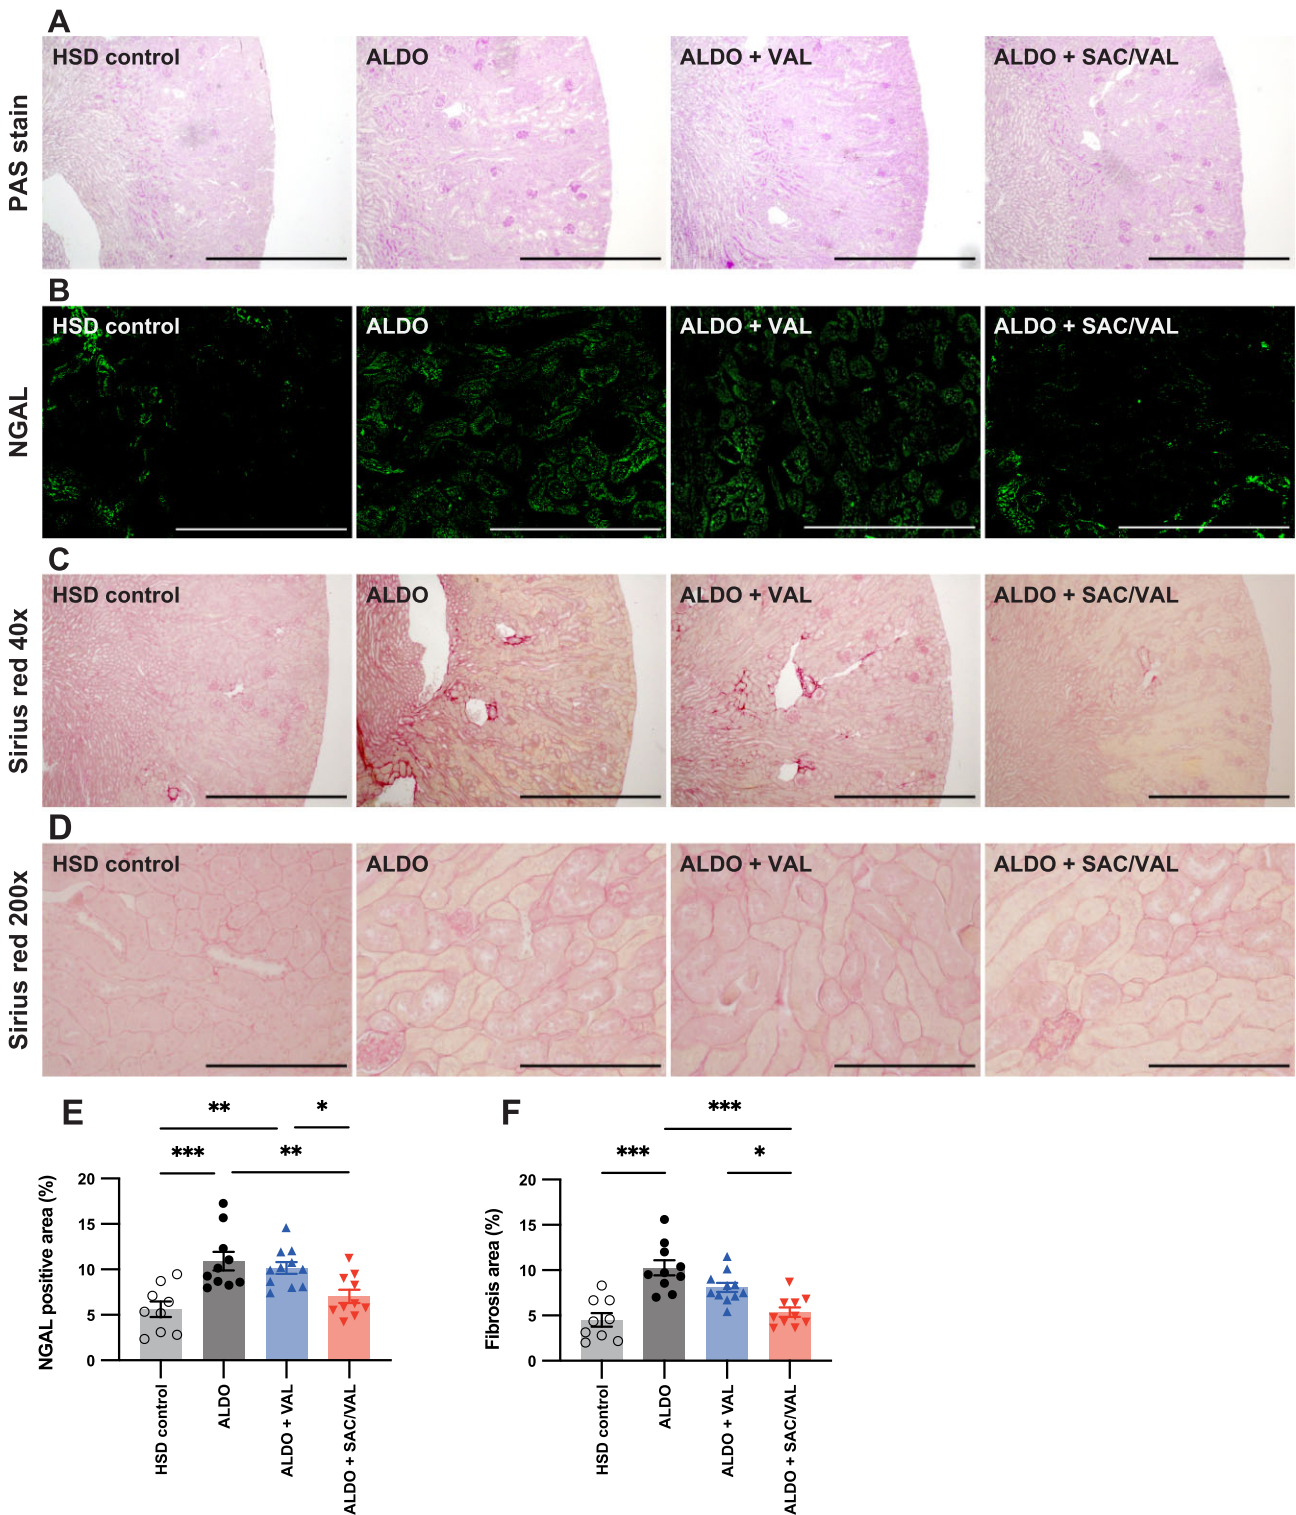 A
PAS stain
HSD control
ALDO
ALDO + VAL
ALDO + SAC/VAL
B
NGAL
HSD control
ALDO
ALDO + VAL
ALDO + SAC/VAL
C
Sirius red 40x
HSD control
ALDO
ALDO + VAL
ALDO + SAC/VAL
D
Sirius red 200x
HSD control
ALDO
ALDO + VAL
ALDO + SAC/VAL
E
** *
*** **
NGAL positive area (%)
20
15
10
5
0
HSD control
ALDO
ALDO + VAL
ALDO + SAC/VAL
F
***
*** *
Fibrosis area (%)
20
15
10
5
0
HSD control
ALDO
ALDO + VAL
ALDO + SAC/VAL